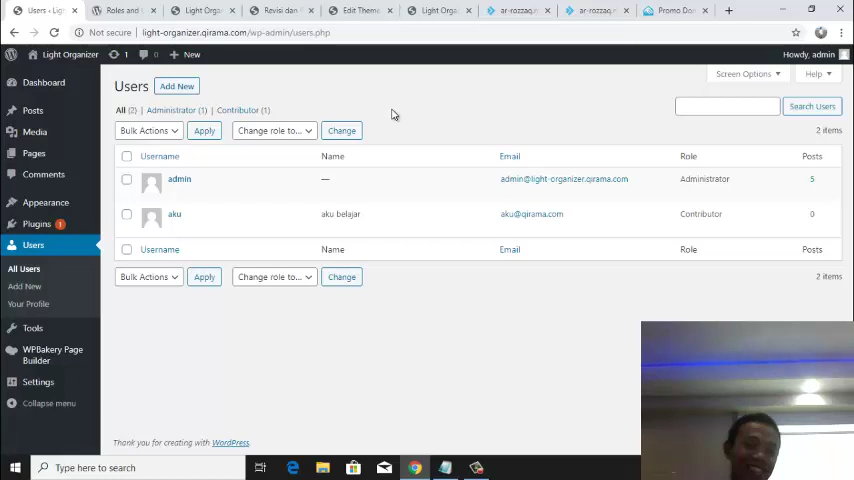 Users ‹ Ligh
Roles and
Light Orga
Revisi dan
Edit Theme
Light Orga
ar-rozzaq.n
ar-rozzaq.n
Promo Do
Not secure | light-organizer.qirama.com/wp-admin/users.php
Light Organizer 1 0 New
Howdy, admin
Dashboard
Posts
Media
Pages
Comments
Appearance
Plugins 1
Users
All Users
Add New
Your Profile
Tools
WPBakery Page
Builder
Settings
Collapse menu
Screen Options Help
Users Add New
All (2) | Administrator (1) | Contributor (1)
Search Users
Bulk Actions Apply Change role to... Change
2 items
Username Name Email Role Posts
admin — admin@light-organizer.qirama.com Administrator 5
aku aku belajar aku@qirama.com Contributor 0
Username Name Email Role Posts
Bulk Actions Apply Change role to... Change
2 items
Thank you for creating with WordPress.
Type here to search